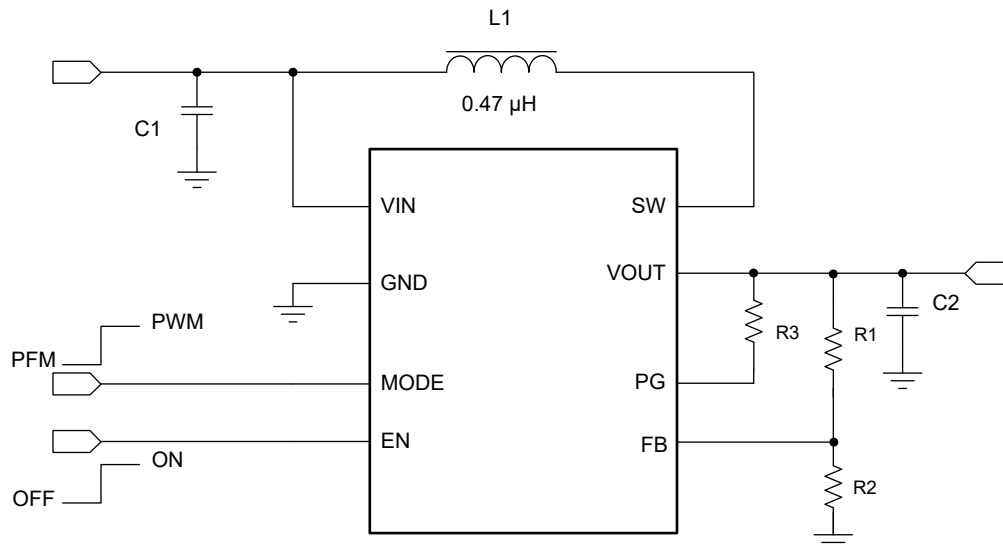 L1
0.47 µH
C1
VIN
SW
GND
VOUT
C2
PWM
PFM
R3
R1
MODE
PG
EN
FB
ON
OFF
R2